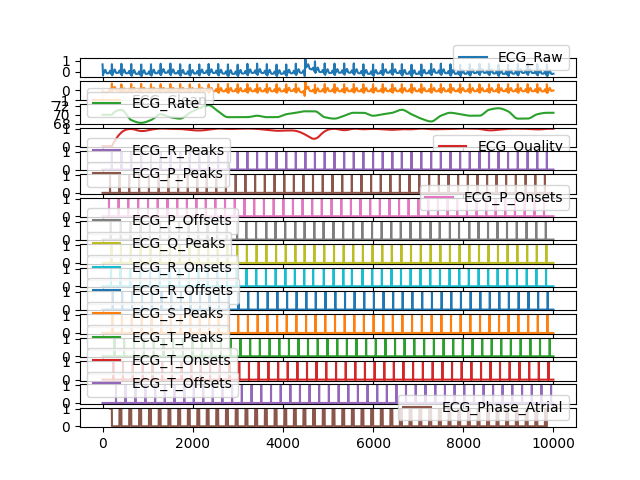 1
0
ECG_Raw
0
ECG_Rate
72
70
68
1
0
ECG_Quality
ECG_R_Peaks
1
0
ECG_P_Peaks
1
0
ECG_P_Onsets
1
0
ECG_P_Offsets
1
0
ECG_Q_Peaks
1
0
ECG_R_Onsets
1
0
ECG_R_Offsets
1
0
ECG_S_Peaks
1
0
ECG_T_Peaks
1
0
ECG_T_Onsets
1
0
ECG_T_Offsets
1
0
ECG_Phase_Atrial
1
0
0 2000 4000 6000 8000 10000